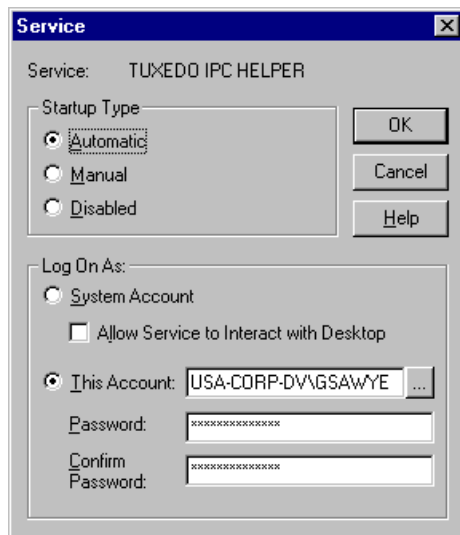 Service
Service: TUXEDO IPC HELPER
Startup Type
Automatic
Manual
Disabled
OK
Cancel
Help
Log On As:
System Account
Allow Service to Interact with Desktop
This Account: USA-CORP-DV\GSAWYE ...
Password: **************
Confirm
Password: **************